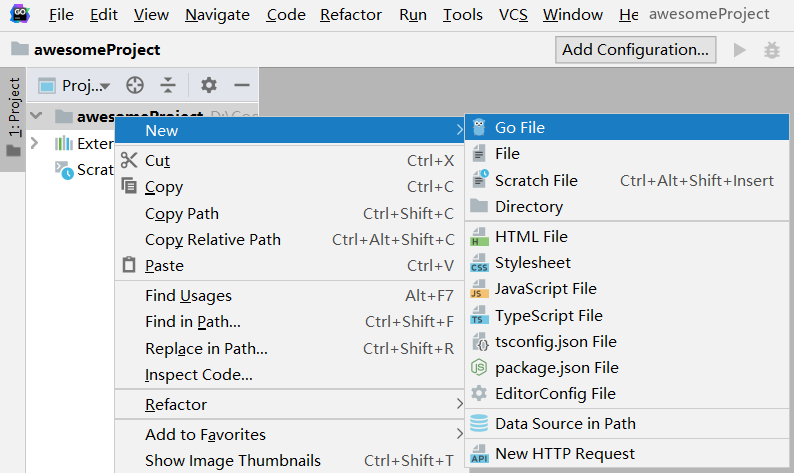 GO File Edit View Navigate Code Refactor Run Tools VCS Window He awesomeProject
awesomeProject Add Configuration...
1: Project
Proj...
awesomeProject
Exter
Scrat
New
Cut Ctrl+X
Copy Ctrl+C
Copy Path Ctrl+Shift+C
Copy Relative Path Ctrl+Alt+Shift+C
Paste Ctrl+V
Find Usages Alt+F7
Find in Path... Ctrl+Shift+F
Replace in Path... Ctrl+Shift+R
Inspect Code...
Refactor
Add to Favorites
Show Image Thumbnails Ctrl+Shift+T
Go File
File
Scratch File Ctrl+Alt+Shift+Insert
Directory
H HTML File
CSS Stylesheet
JS JavaScript File
TS TypeScript File
tsconfig.json File
JS package.json File
EditorConfig File
Data Source in Path
API New HTTP Request